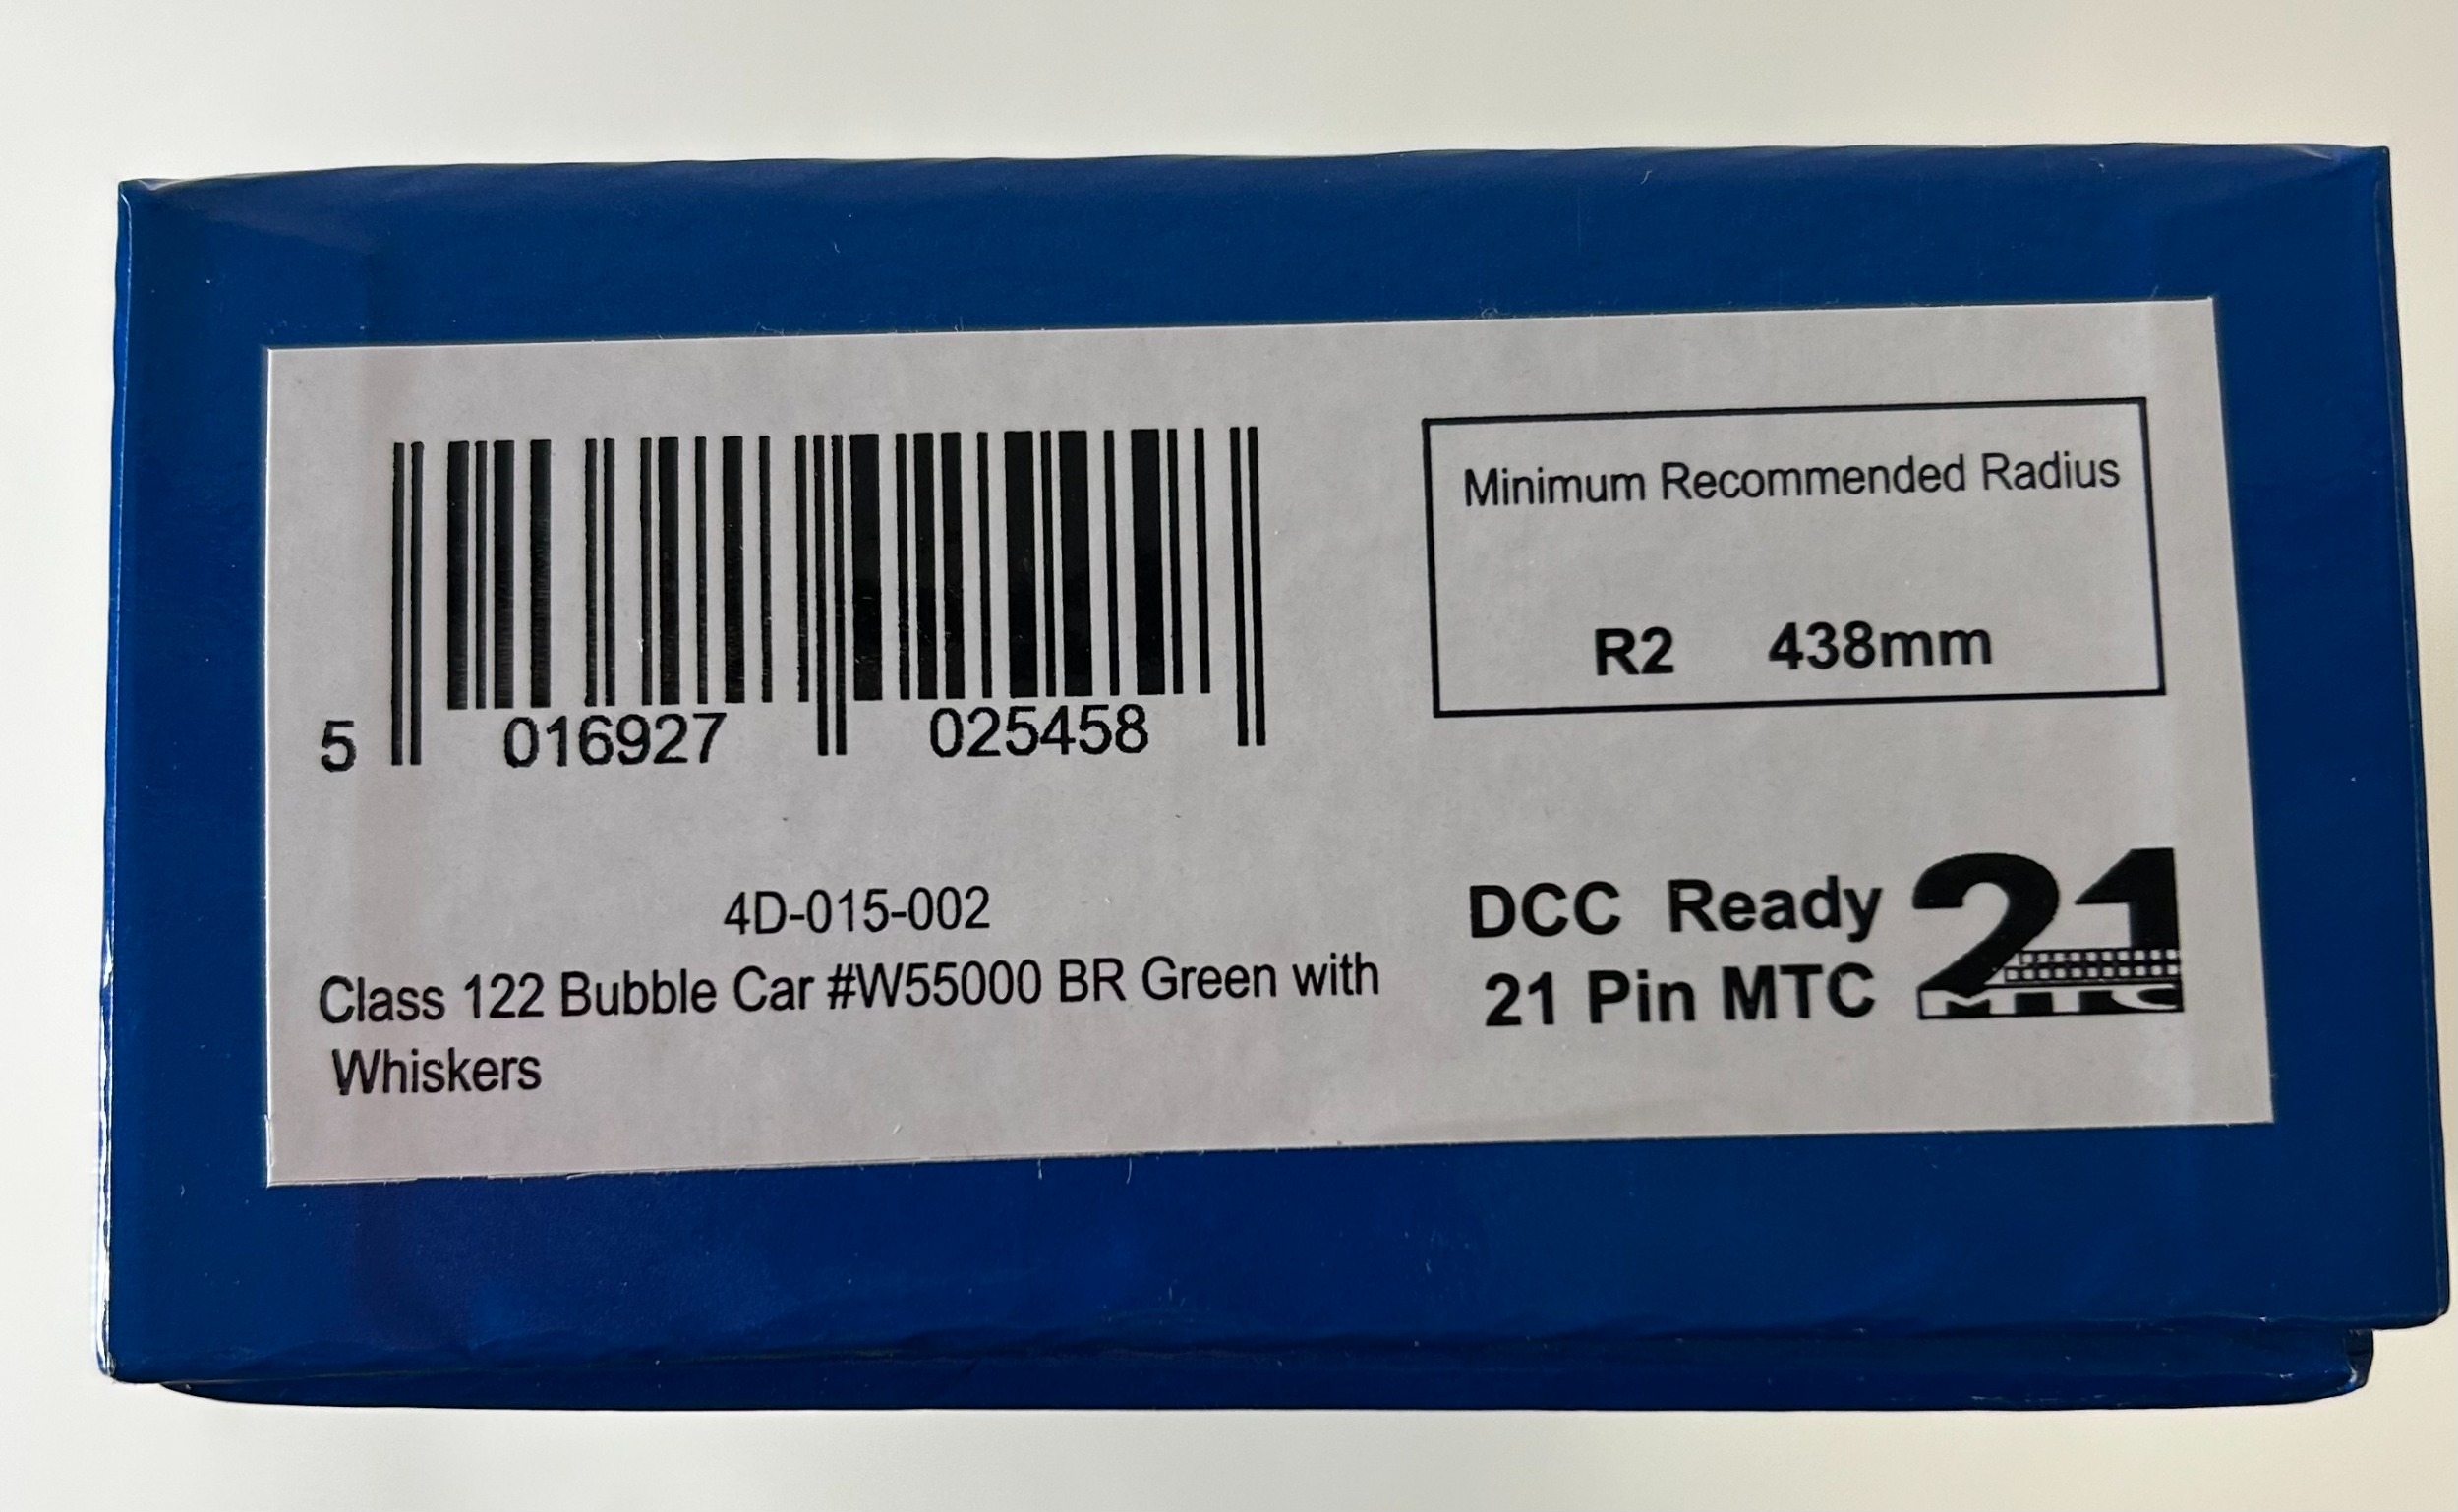 Minimum Recommended Radius
R2 438mm
5 016927 025458
4D-015-002
Class 122 Bubble Car #W55000 BR Green with
Whiskers
DCC Ready
21 Pin MTC
21
MTC